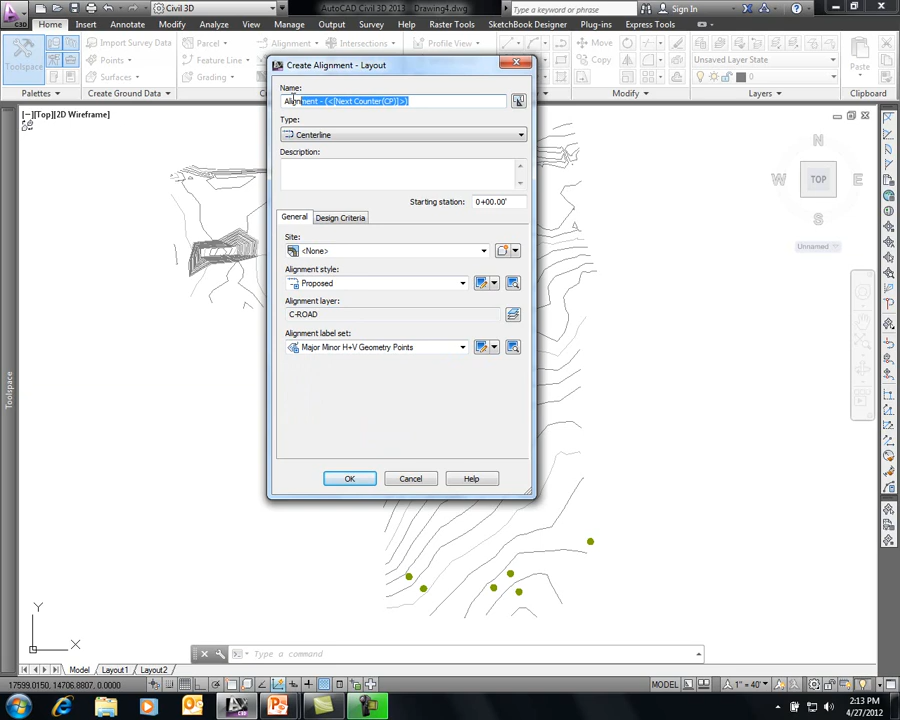 Civil 3D
AutoCAD Civil 3D 2013 Drawing4.dwg
Type a keyword or phrase
Sign In
Home Insert Annotate Modify Analyze View Manage Output Survey Raster Tools SketchBook Designer Plug-ins Express Tools
Toolspace
Import Survey Data
Points
Surfaces
Parcel
Feature Line
Grading
Alignment
Intersections
Profile View
Move
Copy
Unsaved Layer State
Paste
Palettes
Create Ground Data
Modify
Layers
Clipboard
[−][Top][2D Wireframe]
Create Alignment - Layout
Name:
Alignment - (<[Next Counter(CP)]>)
Type:
Centerline
Description:
Starting station: 0+00.00'
General Design Criteria
Site:
<None>
Alignment style:
Proposed
Alignment layer:
C-ROAD
Alignment label set:
Major Minor H+V Geometry Points
OK Cancel Help
N
W TOP E
S
Unnamed
Toolspace
Y
X
Type a command
Model Layout1 Layout2
17599.0150, 14706.8807, 0.0000
MODEL
1" = 40'
2:13 PM
4/27/2012